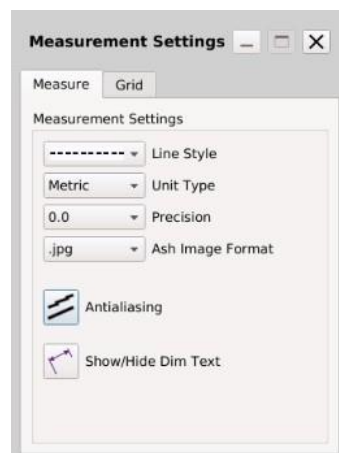 Measurement Settings
Measure Grid
Measurement Settings
Line Style
Metric Unit Type
0.0 Precision
.jpg Ash Image Format
Antialiasing
Show/Hide Dim Text